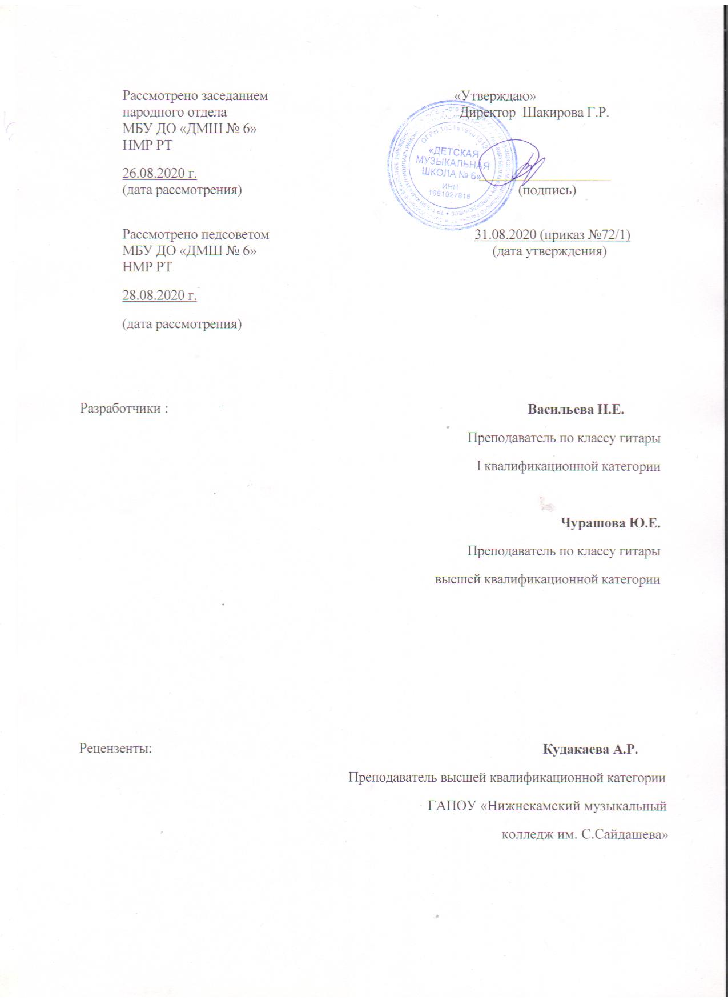 Рассмотрено заседанием
народного отдела
МБУ ДО «ДМШ № 6»
НМР РТ
26.08.2020 г.
(дата рассмотрения)
«Утверждаю»
Директор Шакирова Г.Р.
(подпись)
«ДЕТСКАЯ
МУЗЫКАЛЬНАЯ
ШКОЛА № 6»
ИНН
1651027816
Рассмотрено педсоветом
МБУ ДО «ДМШ № 6»
НМР РТ
28.08.2020 г.
(дата рассмотрения)
31.08.2020 (приказ №72/1)
(дата утверждения)
Разработчики :
Васильева Н.Е.
Преподаватель по классу гитары
I квалификационной категории
Чурашова Ю.Е.
Преподаватель по классу гитары
высшей квалификационной категории
Рецензенты:
Кудакаева А.Р.
Преподаватель высшей квалификационной категории
ГАПОУ «Нижнекамский музыкальный
колледж им. С.Сайдашева»